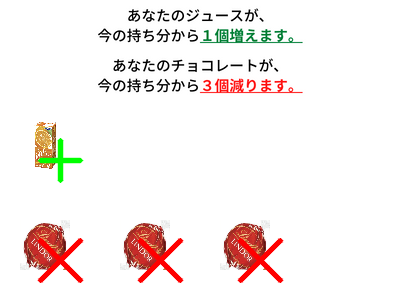 あなたのジュースが、
今の持ち分から１個増えます。
あなたのチョコレートが、
今の持ち分から３個減ります。
LINDOR
LINDOR
LINDOR